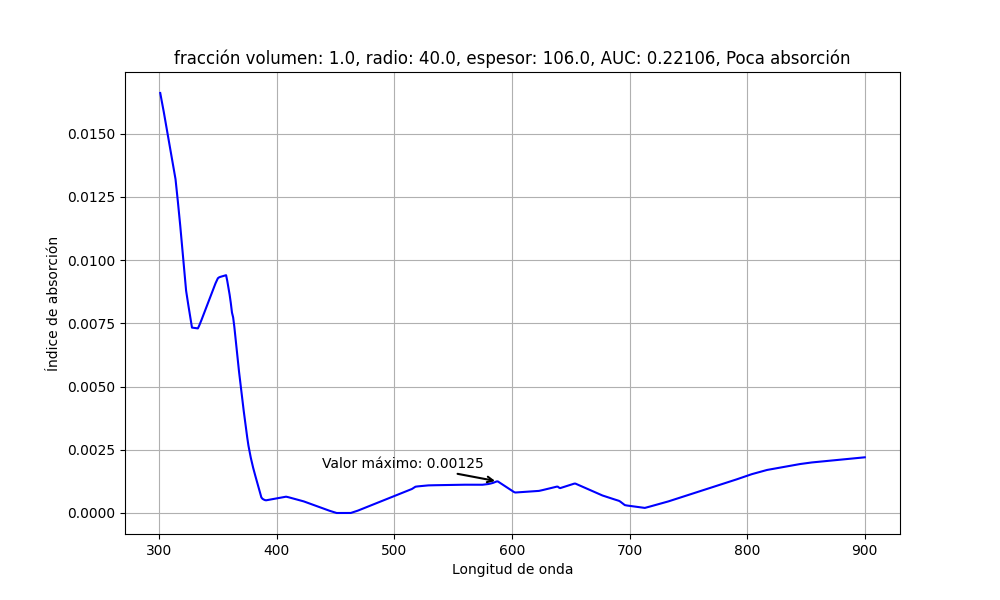 fracción volumen: 1.0, radio: 40.0, espesor: 106.0, AUC: 0.22106, Poca absorción
Índice de absorción
0.0150
0.0125
0.0100
0.0075
0.0050
0.0025
0.0000
Valor máximo: 0.00125
300 400 500 600 700 800 900
Longitud de onda